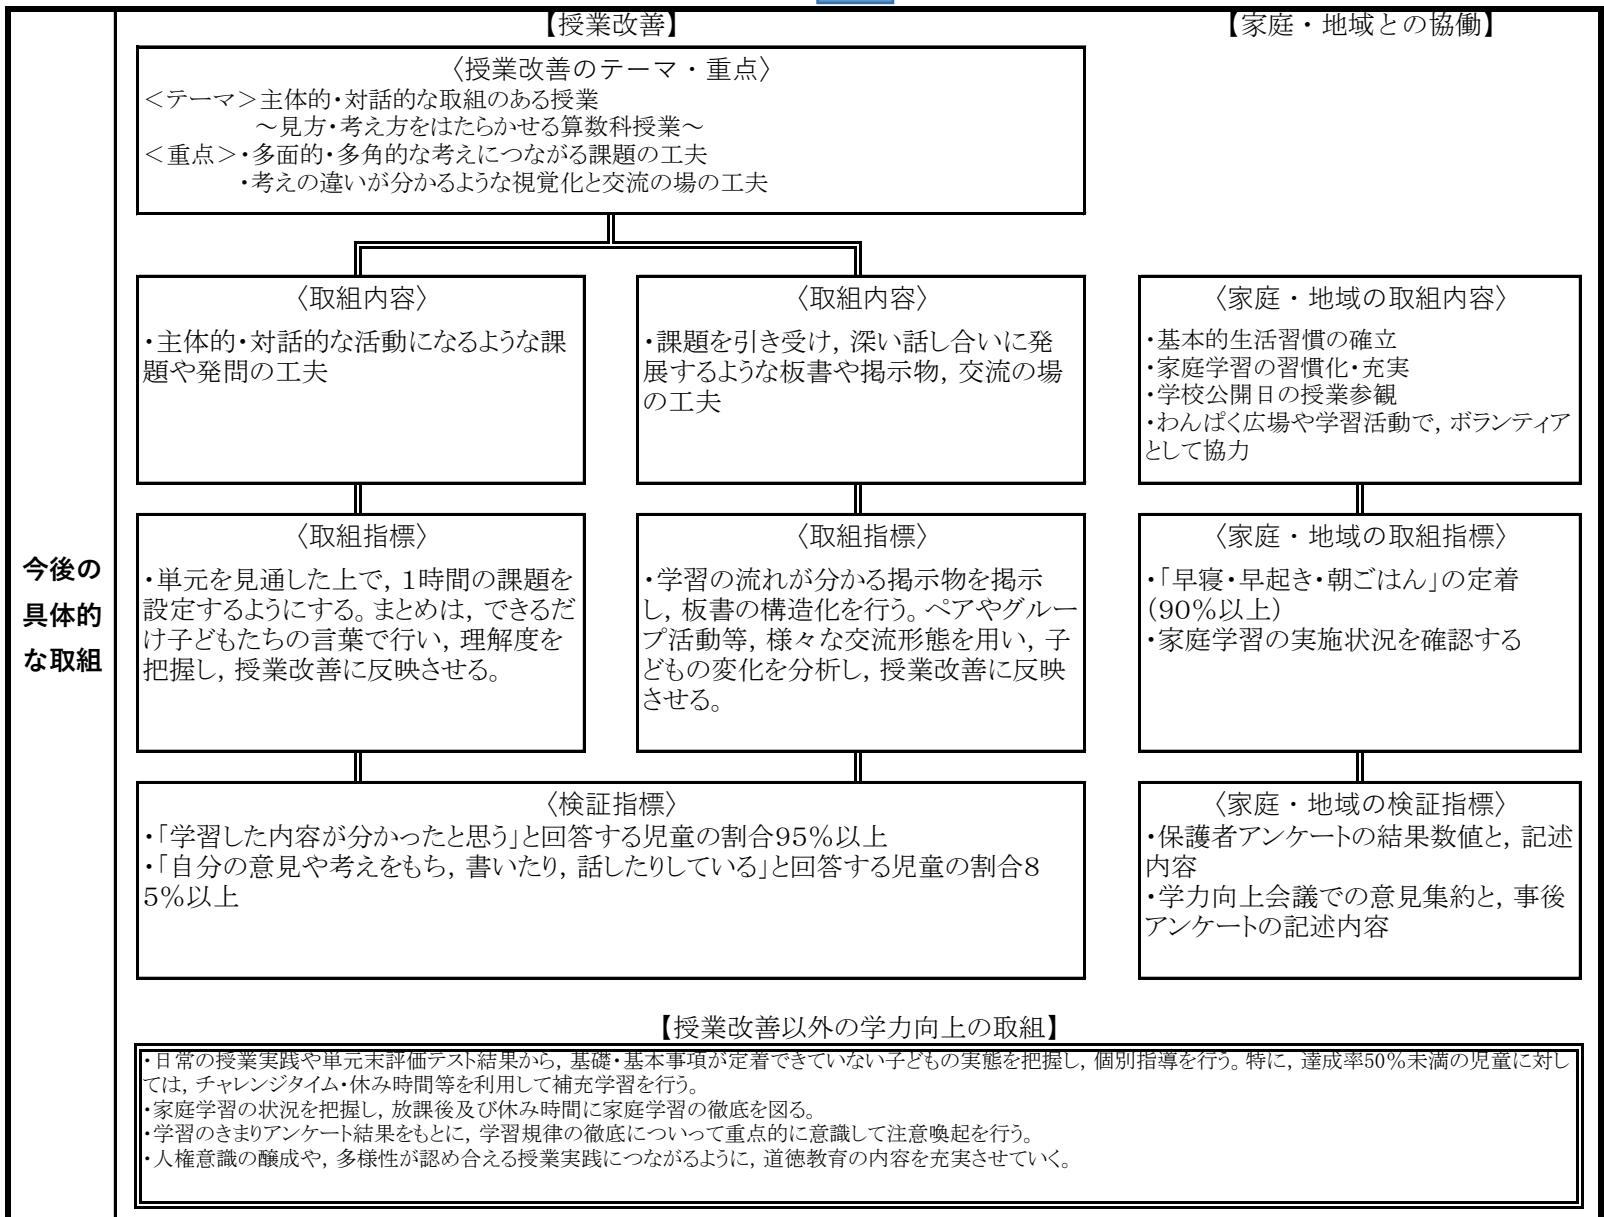 【授業改善】
〈授業改善のテーマ・重点〉
＜テーマ＞主体的・対話的な取組のある授業
～見方・考え方をはたらかせる算数科授業～
＜重点＞・多面的・多角的な考えにつながる課題の工夫
・考えの違いが分かるような視覚化と交流の場の工夫
〈取組内容〉
・主体的・対話的な活動になるような課
題や発問の工夫
〈取組内容〉
・課題を引き受け，深い話し合いに発
展するような板書や掲示物，交流の場
の工夫
今後の
具体的
な取組
〈取組指標〉
・単元を見通した上で，１時間の課題を
設定するようにする。まとめは，できるだ
け子どもたちの言葉で行い，理解度を
把握し，授業改善に反映させる。
〈取組指標〉
・学習の流れが分かる掲示物を掲示
し，板書の構造化を行う。ペアやグルー
プ活動等，様々な交流形態を用い，子
どもの変化を分析し，授業改善に反映
させる。
〈検証指標〉
・「学習した内容が分かったと思う」と回答する児童の割合９５％以上
・「自分の意見や考えをもち，書いたり，話したりしている」と回答する児童の割合８
５％以上
【家庭・地域との協働】
〈家庭・地域の取組内容〉
・基本的生活習慣の確立
・家庭学習の習慣化・充実
・学校公開日の授業参観
・わんぱく広場や学習活動で，ボランティア
として協力
〈家庭・地域の取組指標〉
・「早寝・早起き・朝ごはん」の定着
（９０％以上）
・家庭学習の実施状況を確認する
〈家庭・地域の検証指標〉
・保護者アンケートの結果数値と，記述
内容
・学力向上会議での意見集約と，事後
アンケートの記述内容
【授業改善以外の学力向上の取組】
・日常の授業実践や単元末評価テスト結果から，基礎・基本事項が定着できていない子どもの実態を把握し，個別指導を行う。特に，達成率５０％未満の児童に対し
ては，チャレンジタイム・休み時間等を利用して補充学習を行う。
・家庭学習の状況を把握し，放課後及び休み時間に家庭学習の徹底を図る。
・学習のきまりアンケート結果をもとに，学習規律の徹底についって重点的に意識して注意喚起を行う。
・人権意識の醸成や，多様性が認め合える授業実践につながるように，道徳教育の内容を充実させていく。